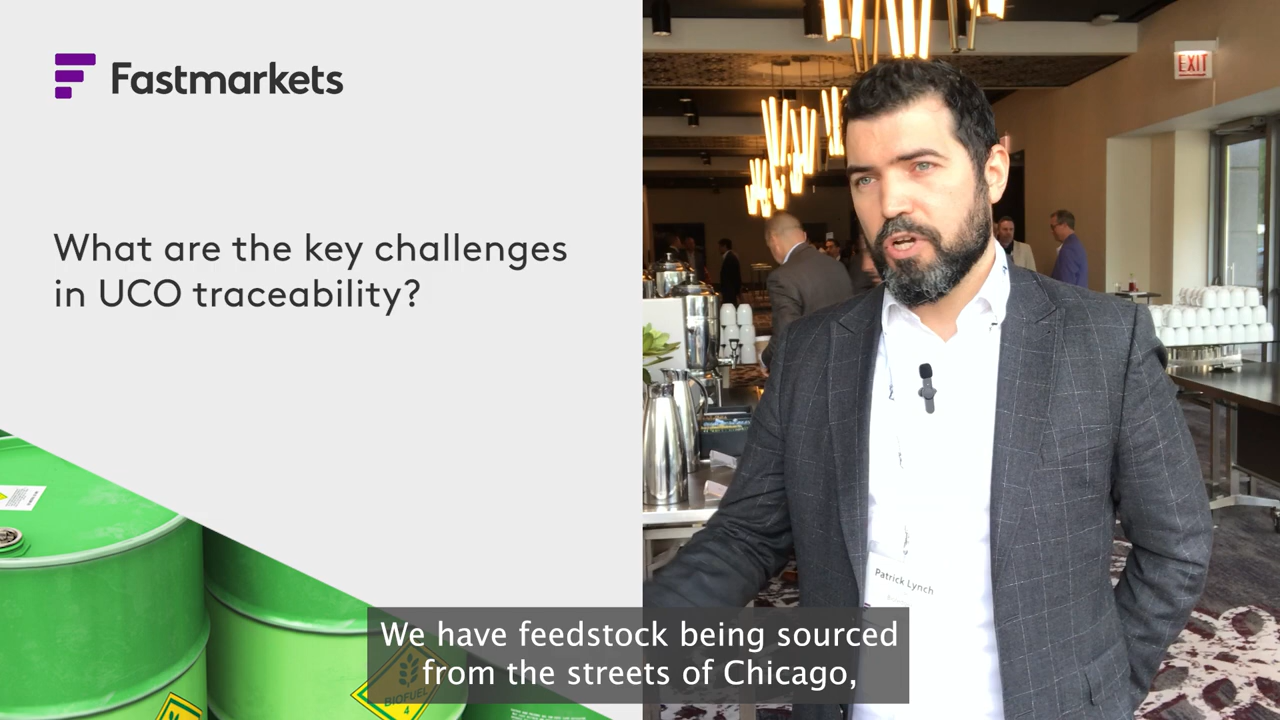 Fastmarkets
What are the key challenges
in UCO traceability?
EXIT
Patrick Lynch
BIOFUEL
4
We have feedstock being sourced
from the streets of Chicago,